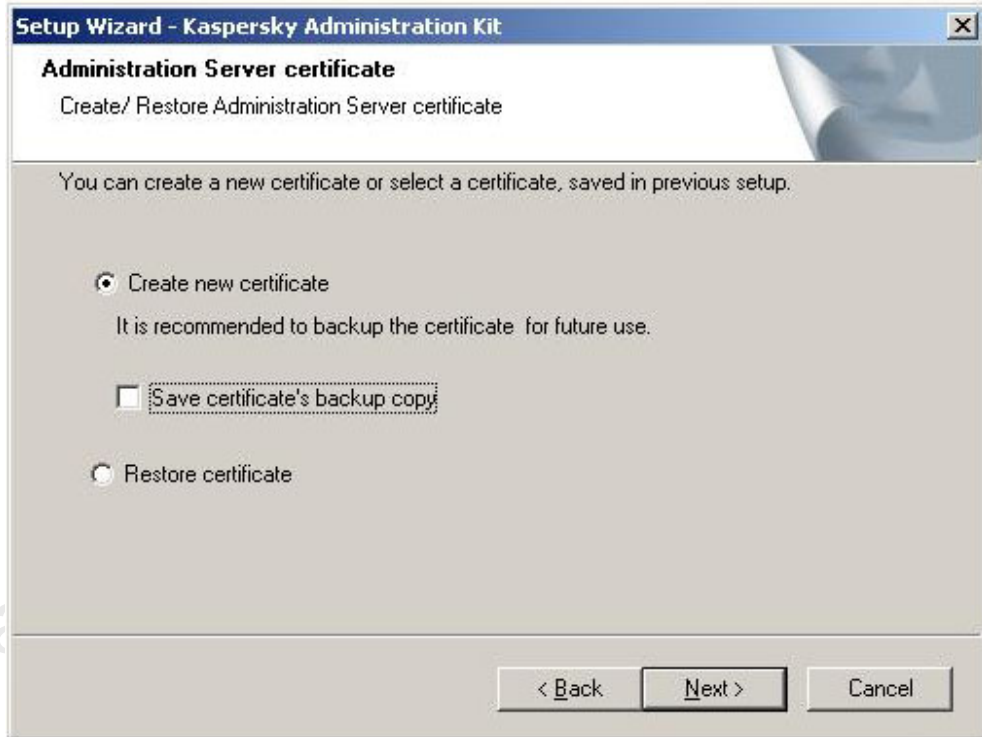 Setup Wizard - Kaspersky Administration Kit
Administration Server certificate
Create/ Restore Administration Server certificate
You can create a new certificate or select a certificate, saved in previous setup.
Create new certificate
It is recommended to backup the certificate for future use.
Save certificate's backup copy
Restore certificate
< Back
Next >
Cancel